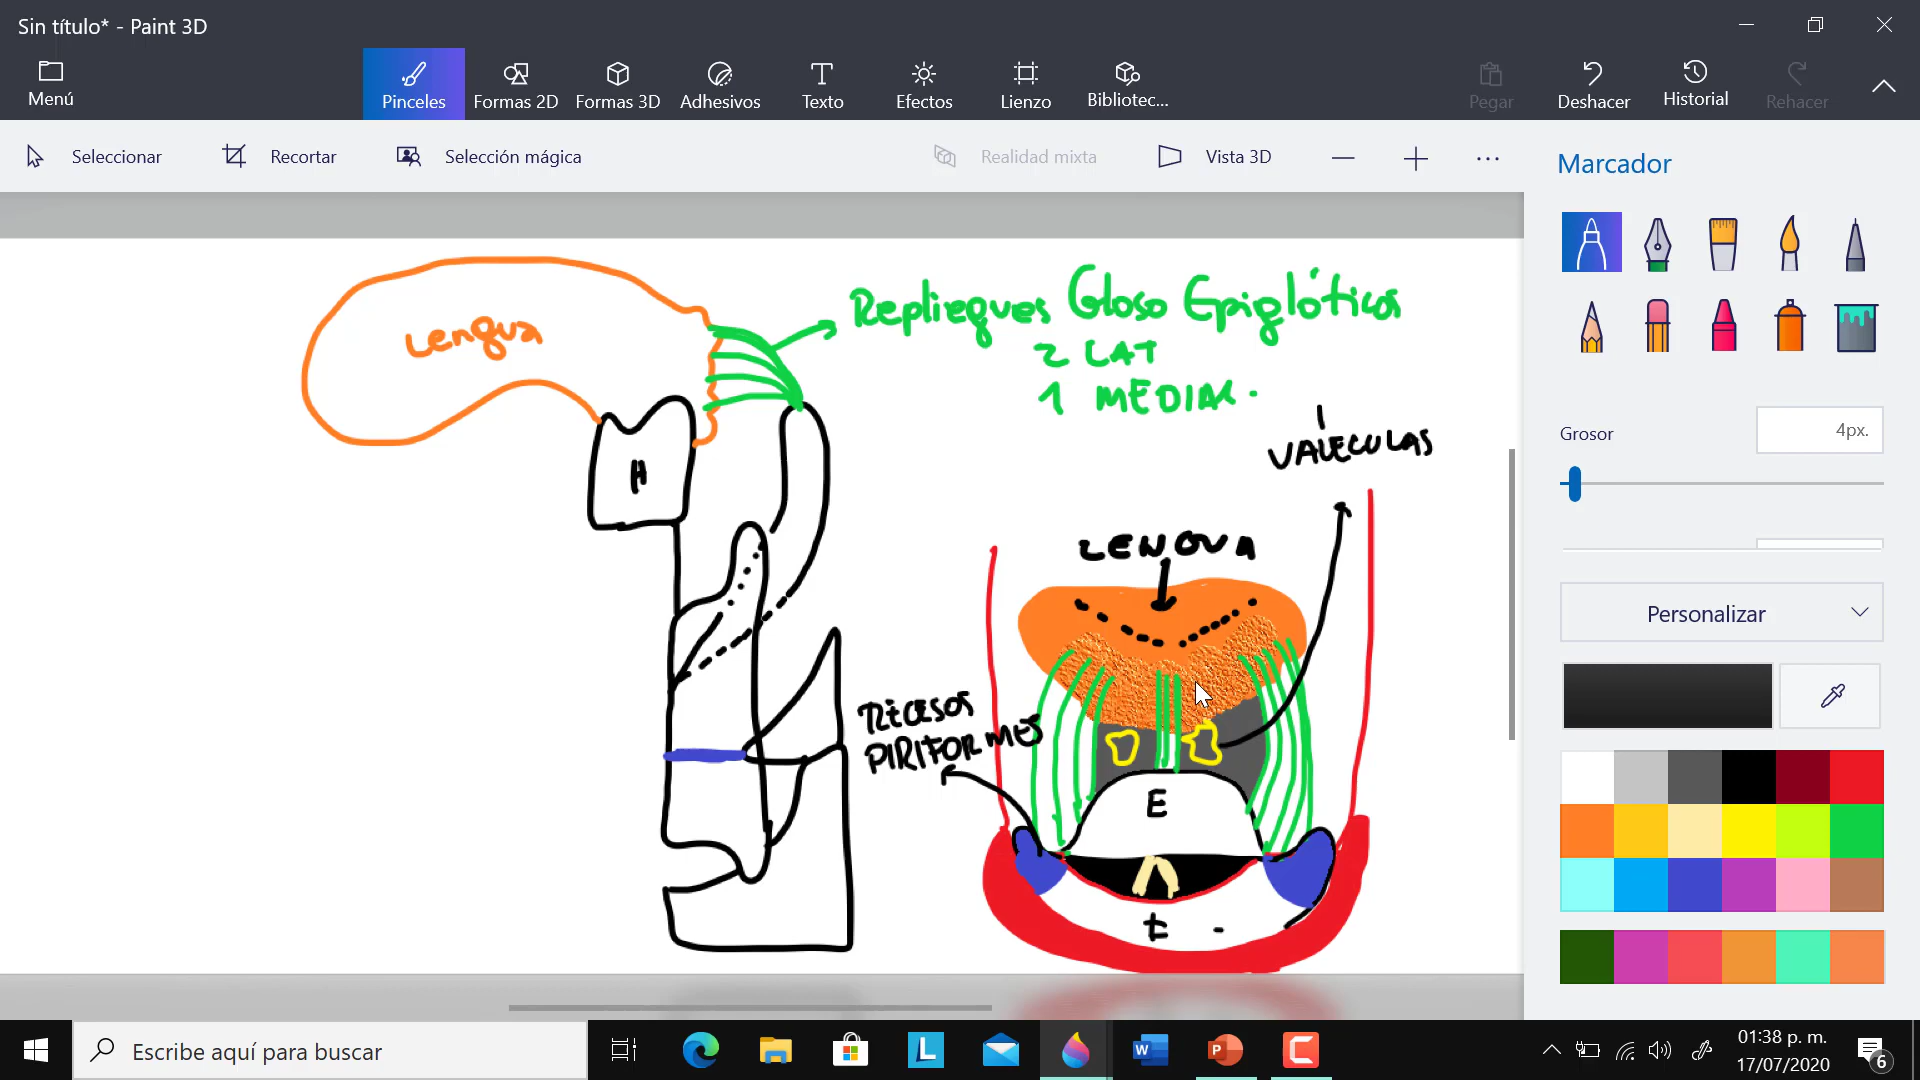 Sin título* - Paint 3D
Menú
Pinceles
Formas 2D
Formas 3D
Adhesivos
Texto
Efectos
Lienzo
Bibliotec...
Pegar
Deshacer
Historial
Rehacer
Seleccionar
Recortar
Selección mágica
Realidad mixta
Vista 3D
Marcador
Grosor
4px.
Personalizar
Lengua
Repliegues Gloso Epiglóticos
2 LAT
1 MEDIAL.
H
VALECULAS
LENGUA
RECESOS
PIRIFORMES
E
t
Escribe aquí para buscar
01:38 p. m.
17/07/2020
6